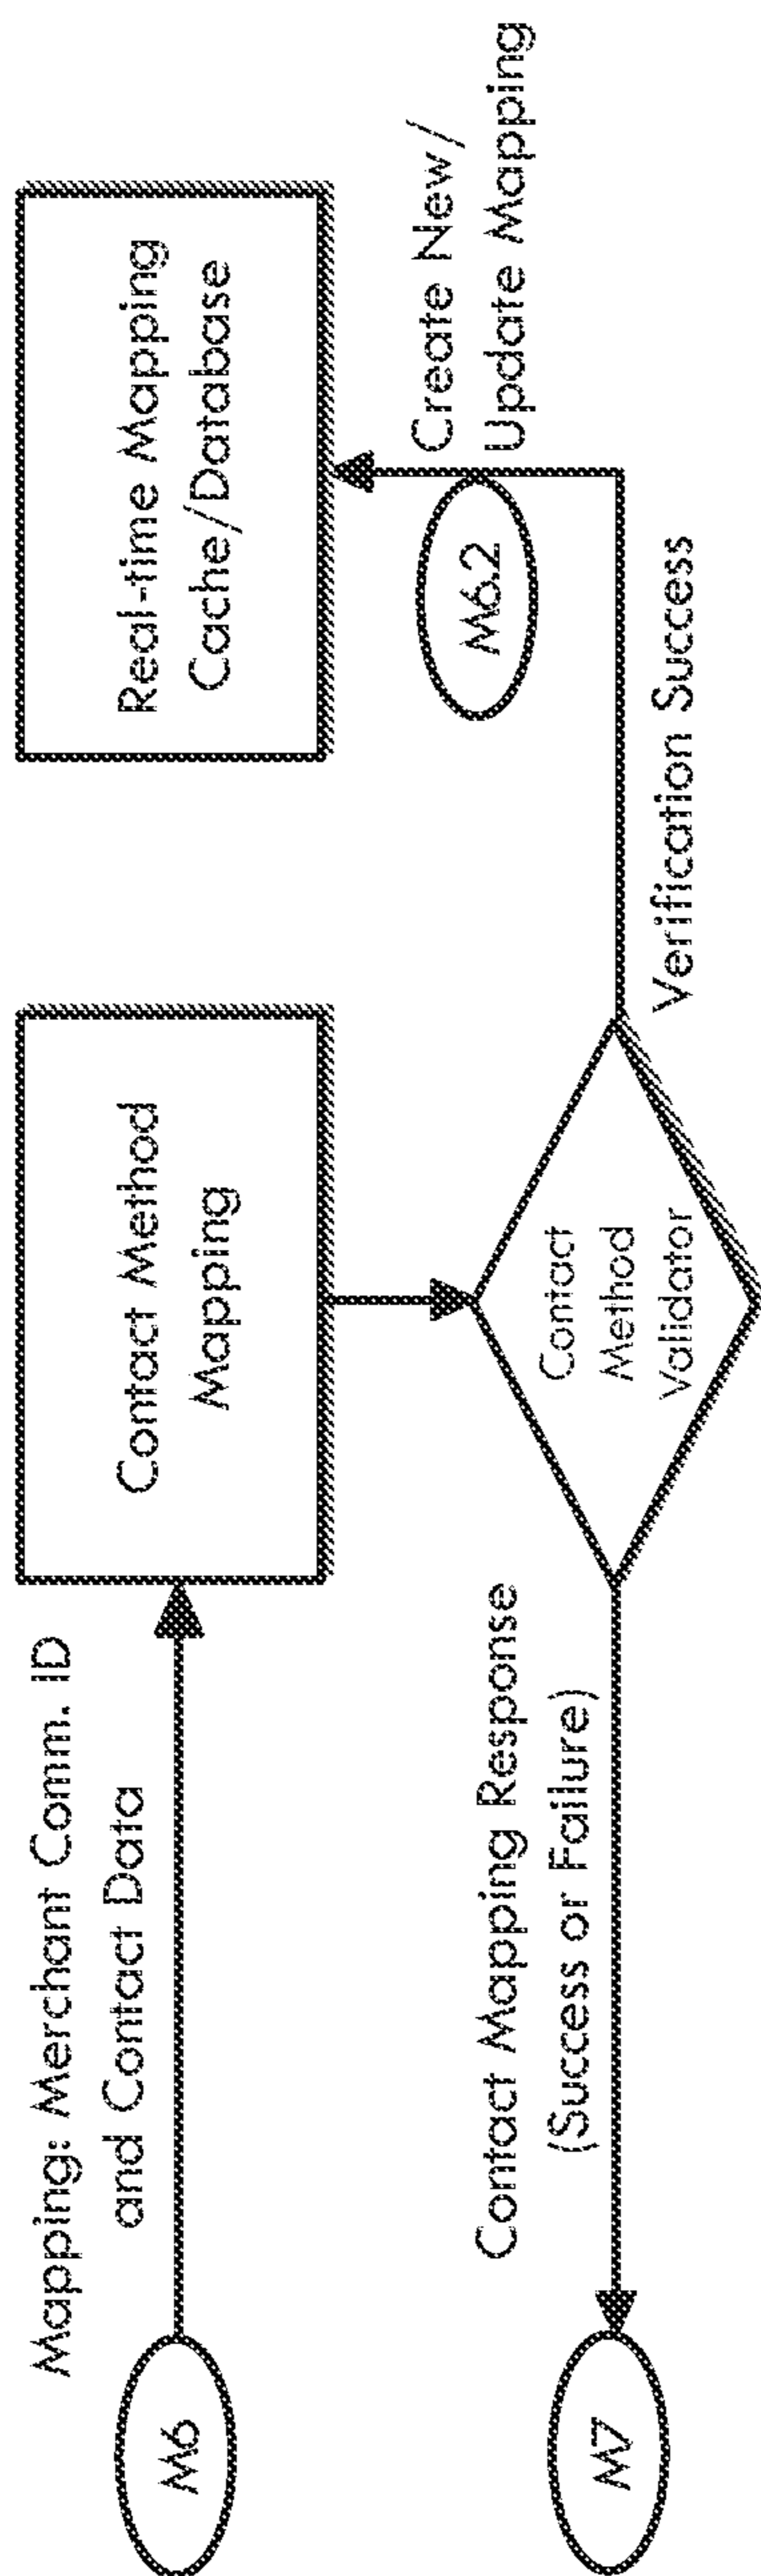 Mapping: Merchant Comm. ID
and Contact Data
M6
Contact Method
Mapping
Real-time Mapping
Cache/Database
Contact Mapping Response
(Success or Failure)
M7
Contact
Method
Validator
Verification Success
M6.2
Create New/
Update Mapping